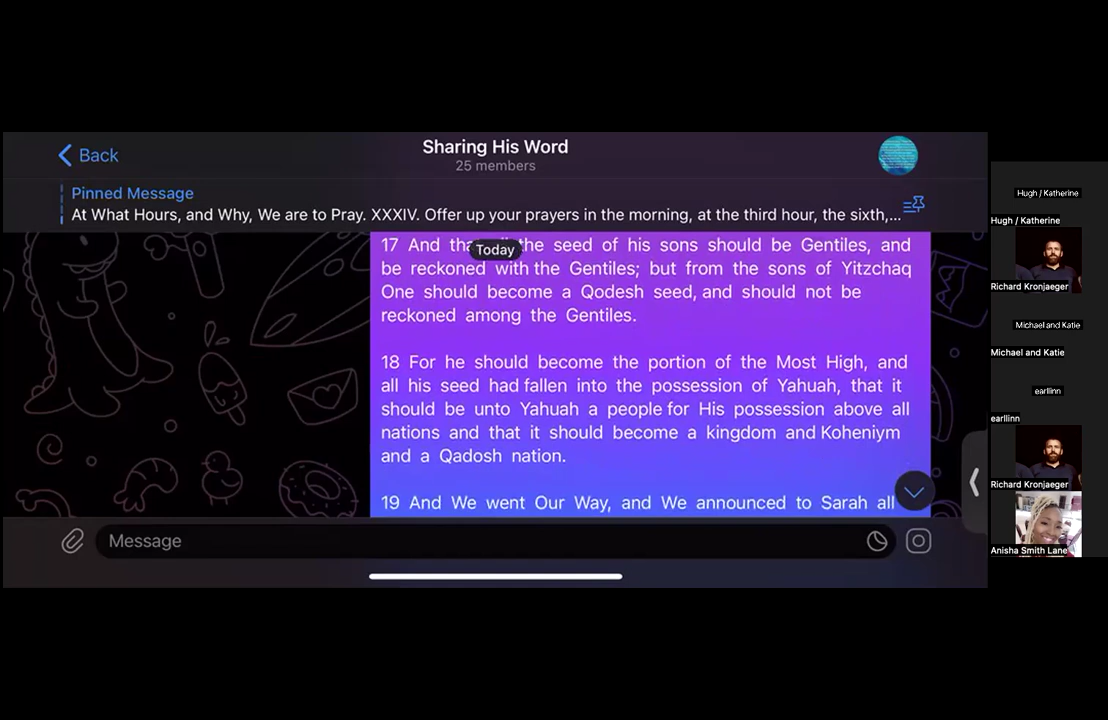 Back
Sharing His Word
25 members
Pinned Message
At What Hours, and Why, We are to Pray. XXXIV. Offer up your prayers in the morning, at the third hour, the sixth,...
Today
17 And the seed of his sons should be Gentiles, and
be reckoned with the Gentiles; but from the sons of Yitzchaq
One should become a Qodesh seed, and should not be
reckoned among the Gentiles.
18 For he should become the portion of the Most High, and
all his seed had fallen into the possession of Yahuah, that it
should be unto Yahuah a people for His possession above all
nations and that it should become a kingdom and Koheniym
and a Qadosh nation.
19 And We went Our Way, and We announced to Sarah all
Message
Hugh / Katherine
Hugh / Katherine
Richard Kronjaeger
Michael and Katie
Michael and Katie
earllinn
earllinn
Richard Kronjaeger
Anisha Smith Lane